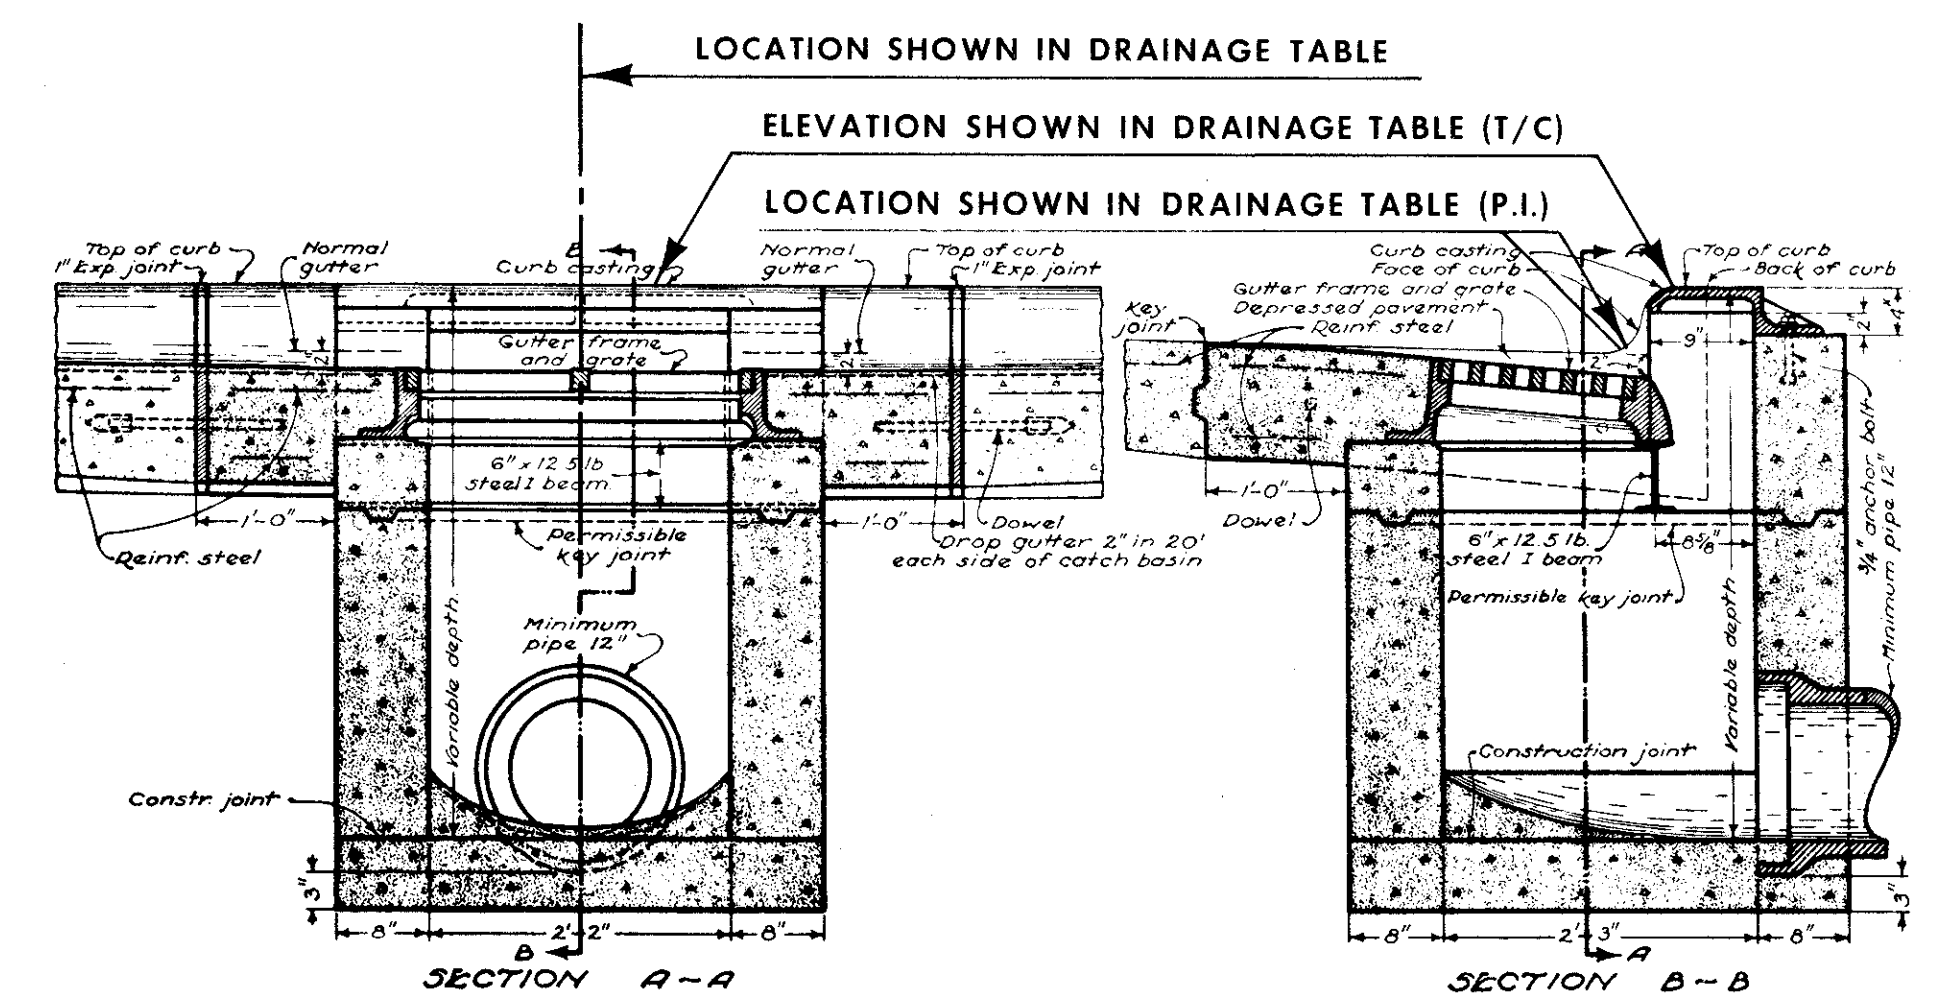 LOCATION SHOWN IN DRAINAGE TABLE
ELEVATION SHOWN IN DRAINAGE TABLE (T/C)
LOCATION SHOWN IN DRAINAGE TABLE (P.I.)
Top of curb
1" Exp. joint
Normal
gutter
B
Curb casting
Normal
gutter
Top of curb
1" Exp. joint
2"
Gutter frame
and grate
2"
6" x 12.5 lb
steel I beam
1'-0"
1'-0"
Reinf. steel
Permissible
key joint
Dowel
Drop gutter 2" in 20'
each side of catch basin
Minimum
pipe 12"
Variable depth
Constr. joint
3"
8"
2'-2"
8"
B
SECTION A~A
Curb casting
Face of curb
A
Top of curb
Back of curb
Gutter frame and grate
Depressed pavement
Reinf. steel
Key
joint
2"
4"
9"
2"
1'-0"
Dowel
6" x 12.5 lb.
steel I beam
8 5/8"
Permissible key joint
3/4" anchor bolt
Minimum pipe 12"
Variable depth
Construction joint
3"
8"
2'-3"
8"
A
SECTION B~B